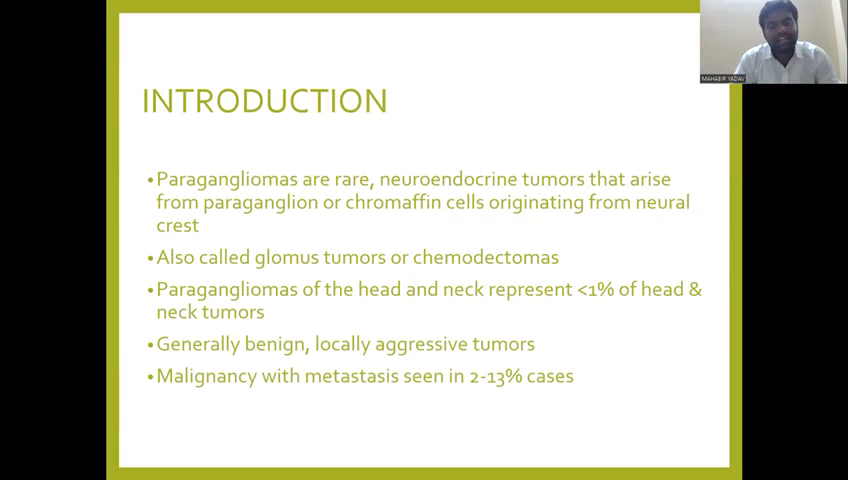 MAHABIR YADAV
INTRODUCTION
•Paragangliomas are rare, neuroendocrine tumors that arise
from paraganglion or chromaffin cells originating from neural
crest
•Also called glomus tumors or chemodectomas
•Paragangliomas of the head and neck represent <1% of head &
neck tumors
•Generally benign, locally aggressive tumors
•Malignancy with metastasis seen in 2-13% cases